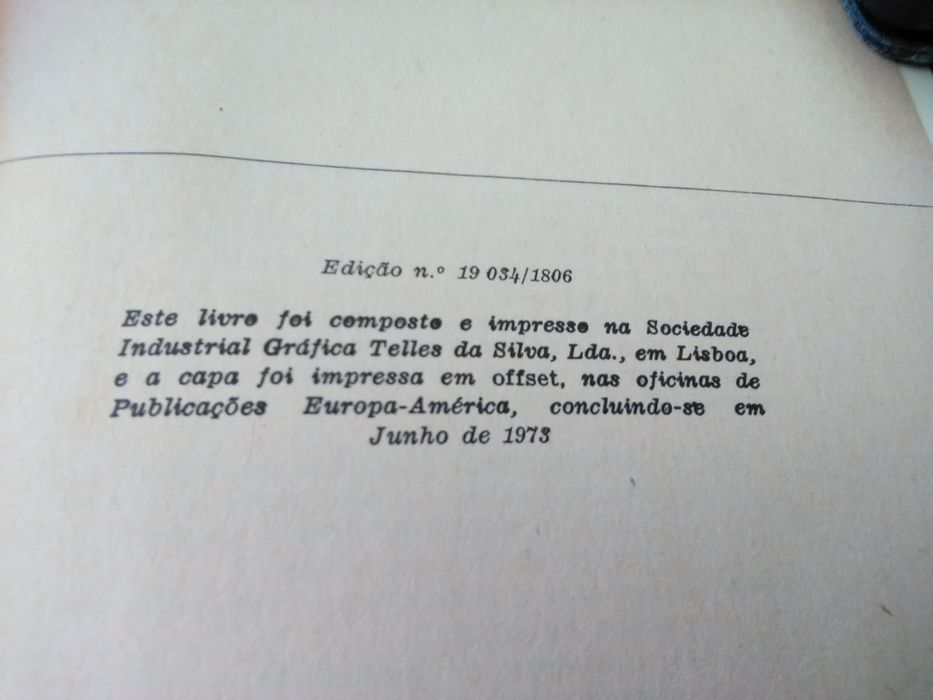 Edição n.º 19 034/1806
Este livro foi composto e impresso na Sociedade
Industrial Gráfica Telles da Silva, Lda., em Lisboa,
e a capa foi impressa em offset, nas oficinas de
Publicações Europa-América, concluindo-se em
Junho de 1973